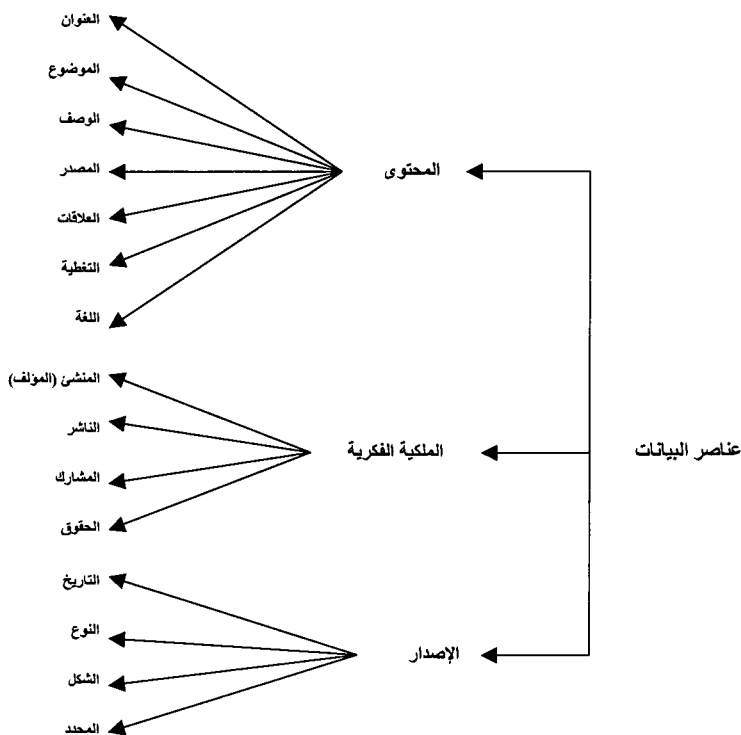 عناصر البيانات
المحتوى
العنوان
الموضوع
الوصف
المصدر
العلاقات
التغطية
اللغة
الملكية الفكرية
المنشئ (المؤلف)
الناشر
المشارك
الحقوق
الإصدار
التاريخ
النوع
الشكل
المحدد